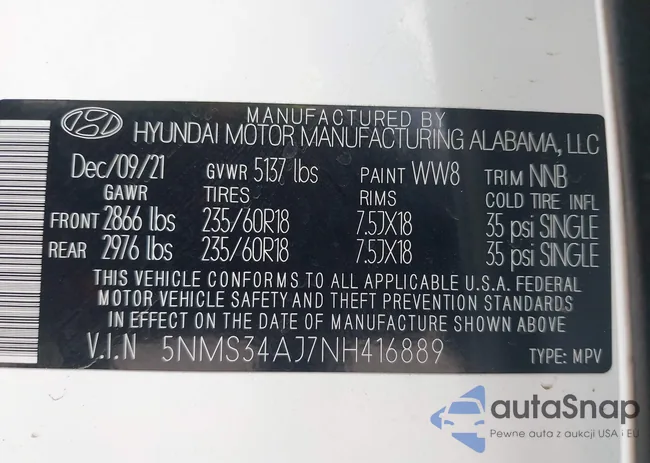 MANUFACTURED BY
HYUNDAI MOTOR MANUFACTURING ALABAMA, LLC
Dec/09/21 GVWR 5137 lbs PAINT WW8 TRIM NNB
GAWR TIRES RIMS COLD TIRE INFL
FRONT 2866 lbs 235/60R18 7.5JX18 35 psi SINGLE
REAR 2976 lbs 235/60R18 7.5JX18 35 psi SINGLE
THIS VEHICLE CONFORMS TO ALL APPLICABLE U.S.A. FEDERAL
MOTOR VEHICLE SAFETY AND THEFT PREVENTION STANDARDS
IN EFFECT ON THE DATE OF MANUFACTURE SHOWN ABOVE
V.I.N 5NMS34AJ7NH416889 TYPE: MPV
autaSnap
Pewne auta z aukcji USA i EU